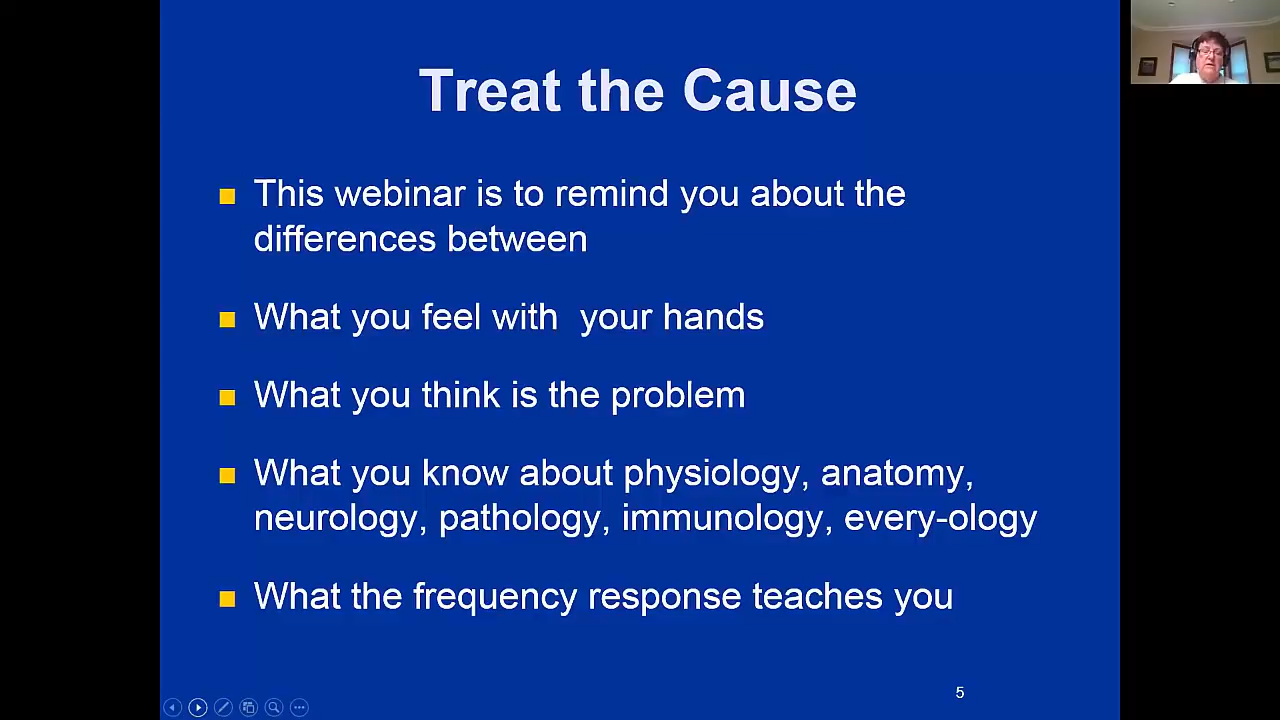 Treat the Cause
This webinar is to remind you about the
differences between
What you feel with  your hands
What you think is the problem
What you know about physiology, anatomy,
neurology, pathology, immunology, every-ology
What the frequency response teaches you
5